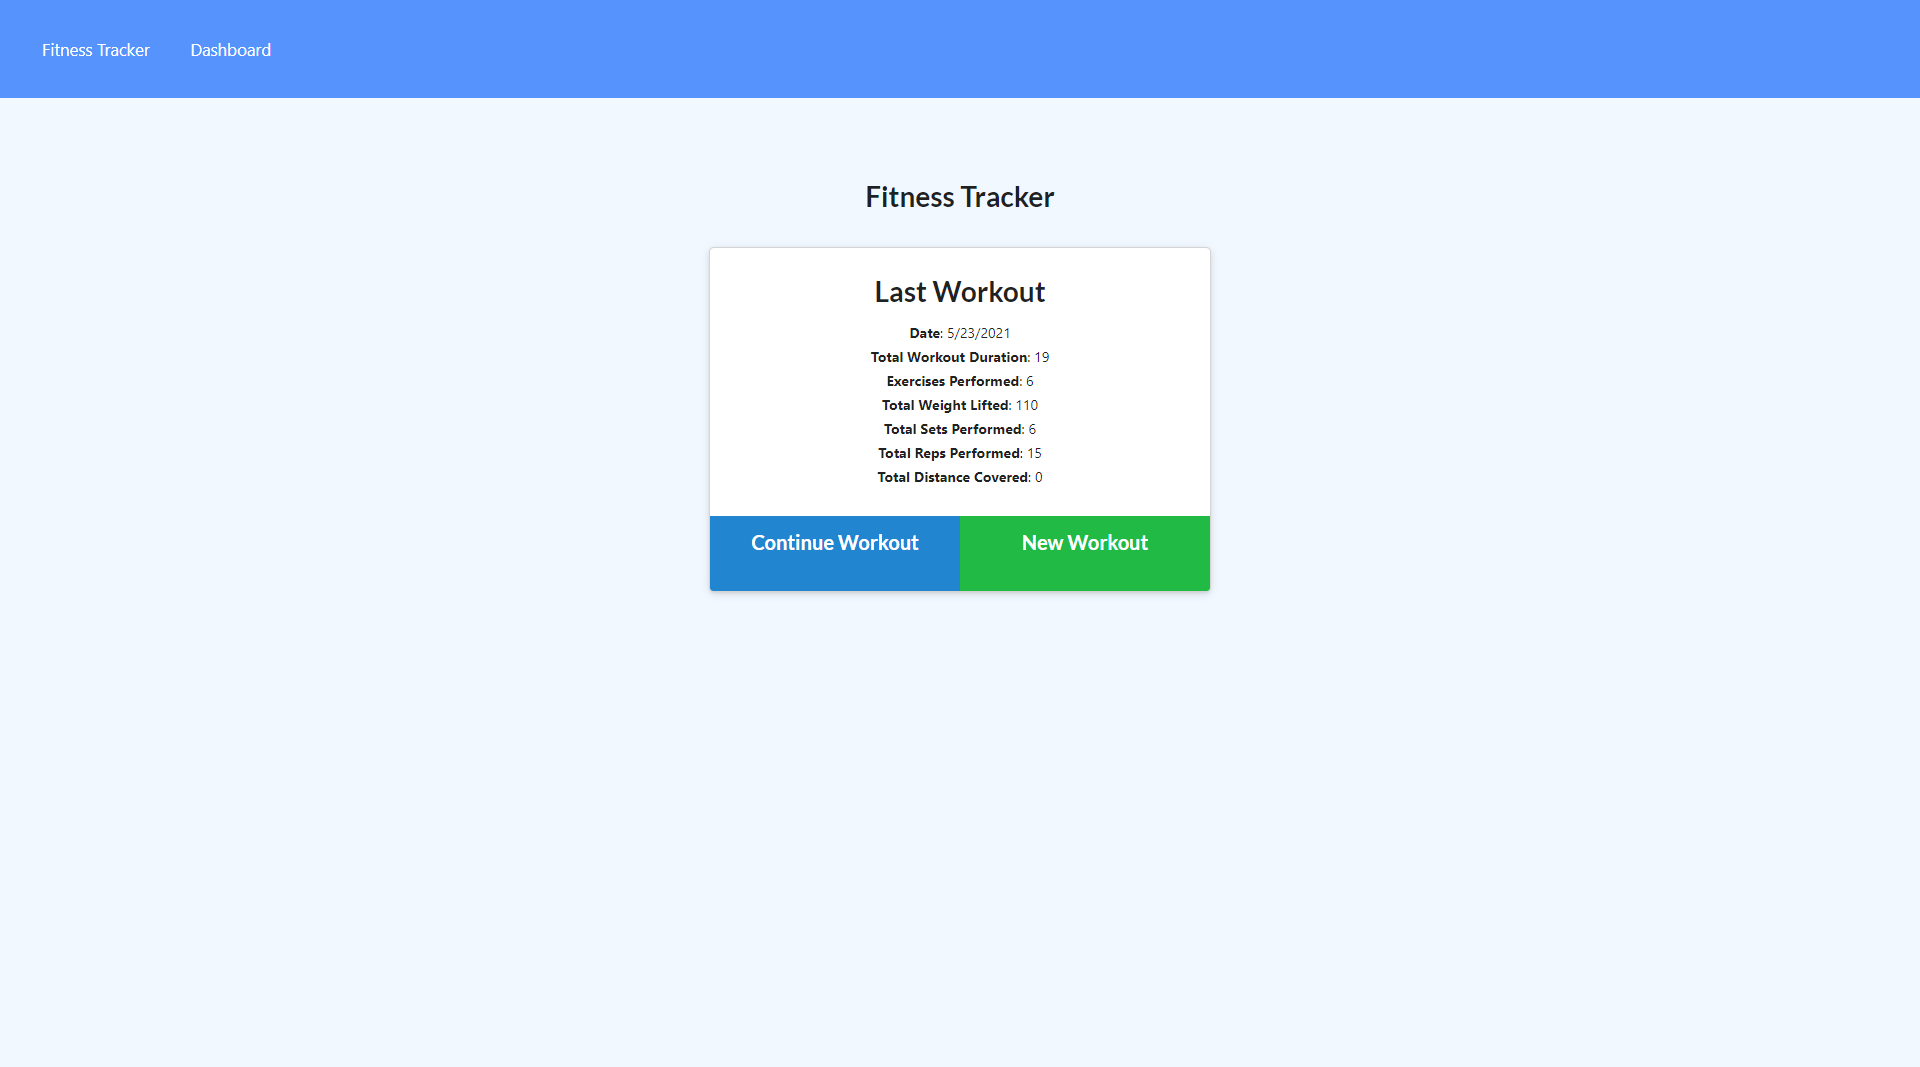 Fitness Tracker Dashboard
Fitness Tracker
Last Workout
Date: 5/23/2021
Total Workout Duration: 19
Exercises Performed: 6
Total Weight Lifted: 110
Total Sets Performed: 6
Total Reps Performed: 15
Total Distance Covered: 0
Continue Workout New Workout